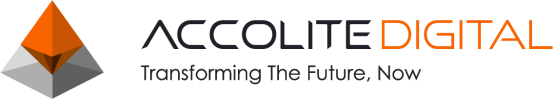 ACCOLITE DIGITAL
Transforming The Future, Now